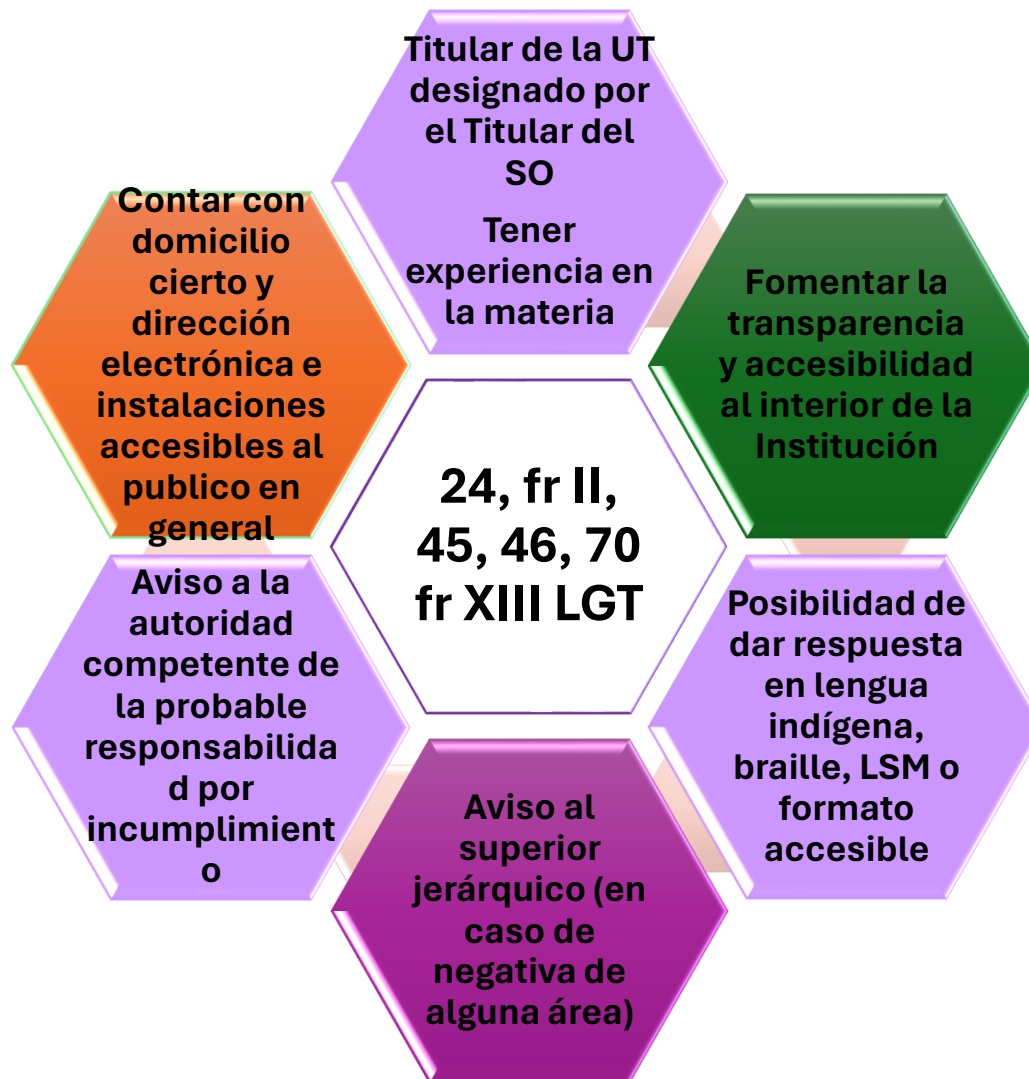 Titular de la UT
designado por
el Titular del
SO
Tener
experiencia en
la materia
Fomentar la
transparencia
y accesibilidad
al interior de la
Institución
Posibilidad de
dar respuesta
en lengua
indígena,
braille, LSM o
formato
accesible
Aviso al
superior
jerárquico (en
caso de
negativa de
alguna área)
Aviso a la
autoridad
competente de
la probable
responsabilida
d por
incumplimient
o
Contar con
domicilio
cierto y
dirección
electrónica e
instalaciones
accesibles al
publico en
general
24, fr II,
45, 46, 70
fr XIII LGT